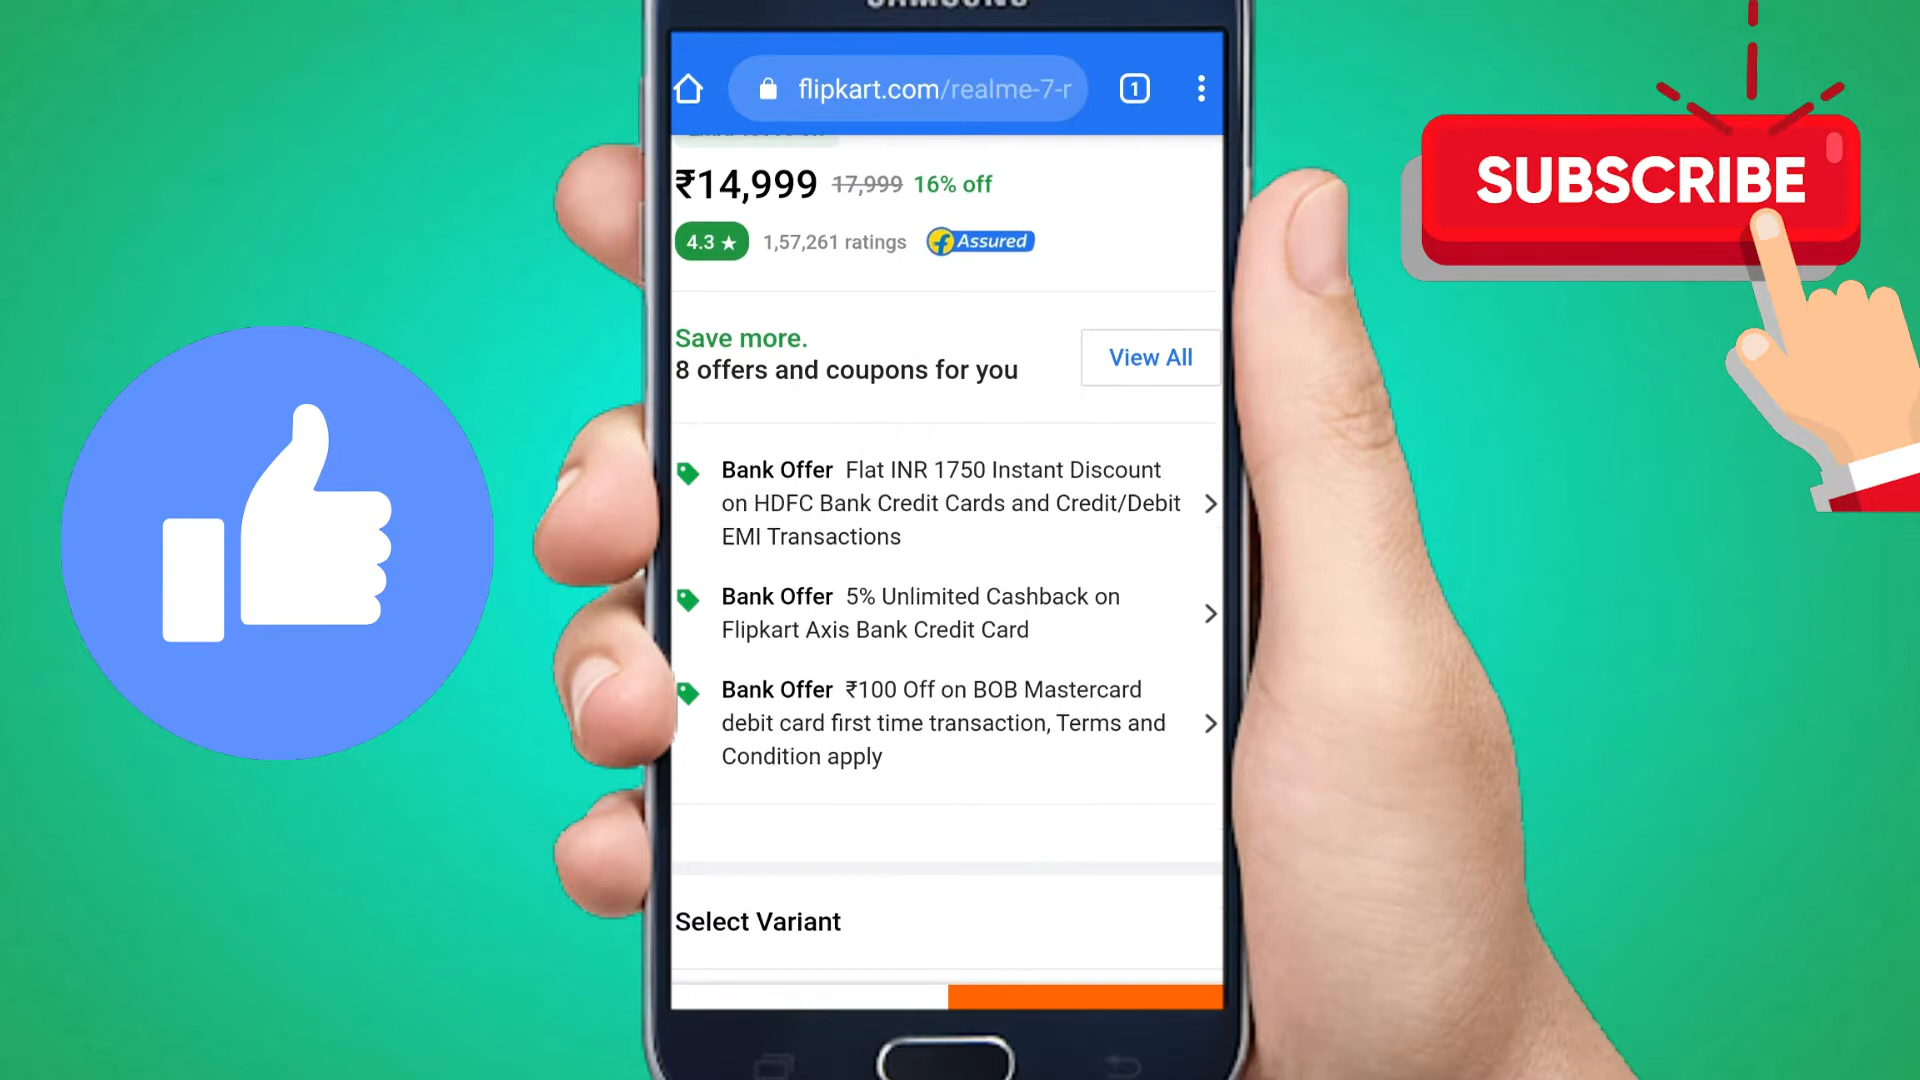 SAMSUNG
flipkart.com/realme-7-r
1
₹14,999 17,999 16% off
4.3 ★ 1,57,261 ratings f Assured
Save more.
8 offers and coupons for you
View All
Bank Offer Flat INR 1750 Instant Discount
on HDFC Bank Credit Cards and Credit/Debit
EMI Transactions
Bank Offer 5% Unlimited Cashback on
Flipkart Axis Bank Credit Card
Bank Offer ₹100 Off on BOB Mastercard
debit card first time transaction, Terms and
Condition apply
Select Variant
SUBSCRIBE